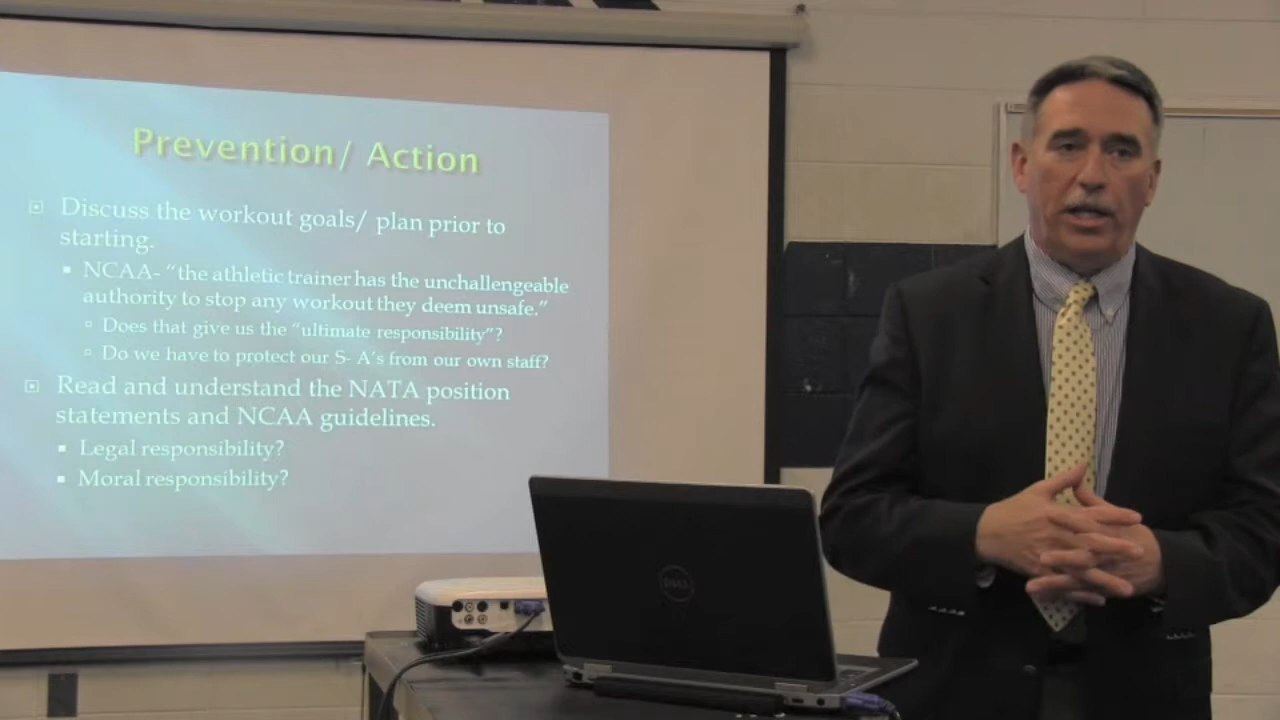 Prevention/ Action
Discuss the workout goals/ plan prior to
starting.
NCAA- “the athletic trainer has the unchallengeable
authority to stop any workout they deem unsafe.”
Does that give us the “ultimate responsibility”?
Do we have to protect our S- A’s from our own staff?
Read and understand the NATA position
statements and NCAA guidelines.
Legal responsibility?
Moral responsibility?
DELL